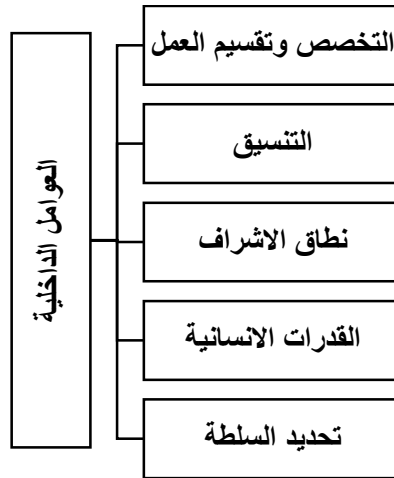 العوامل الداخلية
التخصص وتقسيم العمل
التنسيق
نطاق الاشراف
القدرات الانسانية
تحديد السلطة